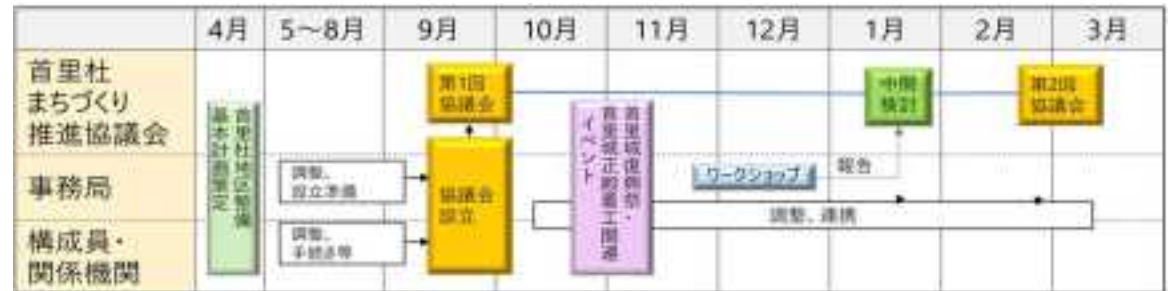 4月 5～8月 9月 10月 11月 12月 1月 2月 3月
首里杜
まちづくり
推進協議会
事務局
構成員・
関係機関
首里杜地区整備
基本計画策定
調整、
設立準備
調整、
手続き等
第1回
協議会
協議会
設立
首里城復興祭・
首里城正殿着工関連
イベント
ワークショップ
報告
中間
検討
第2回
協議会
調整、連携